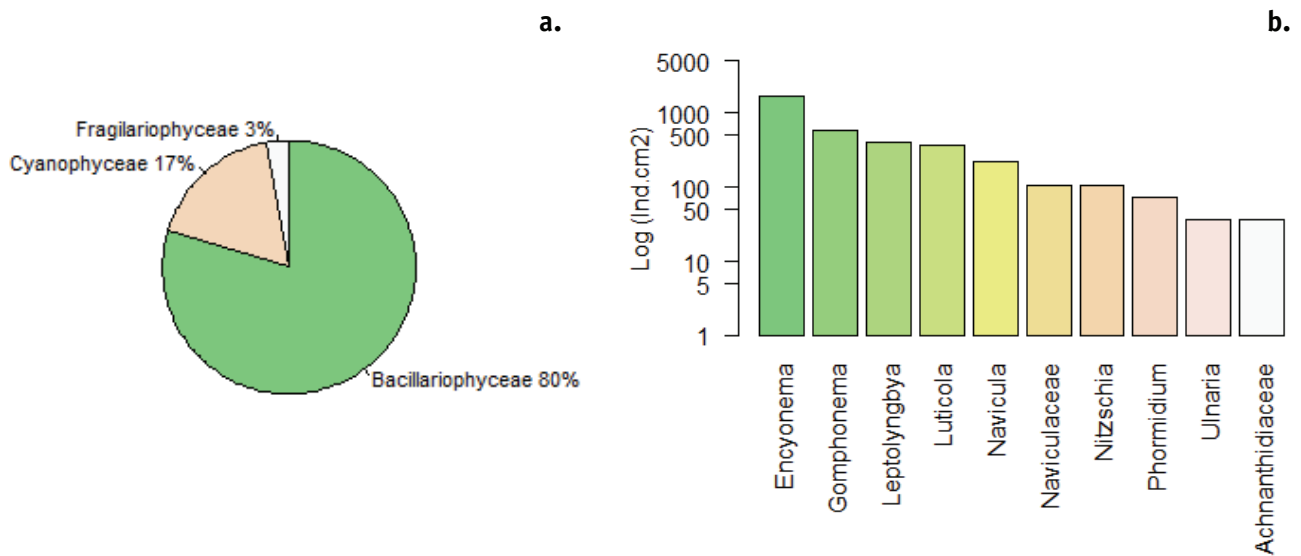 a.
Fragilariophyceae 3%
Cyanophyceae 17%
Bacillariophyceae 80%
b.
Log (Ind.cm2)
5000
1000
500
100
50
10
5
1
Encyonema
Gomphonema
Leptolyngbya
Luticola
Navicula
Naviculaceae
Nitzschia
Phormidium
Ulnaria
Achnanthidiaceae